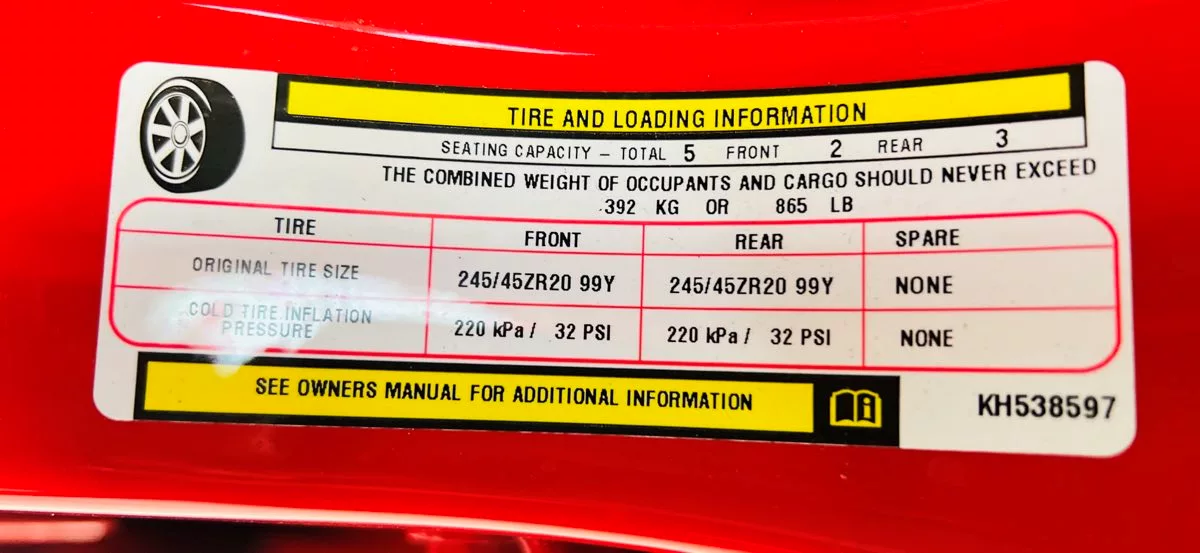 TIRE AND LOADING INFORMATION
SEATING CAPACITY – TOTAL 5 FRONT 2 REAR 3
THE COMBINED WEIGHT OF OCCUPANTS AND CARGO SHOULD NEVER EXCEED
392 KG OR 865 LB
TIRE FRONT REAR SPARE
ORIGINAL TIRE SIZE 245/45ZR20 99Y 245/45ZR20 99Y NONE
COLD TIRE INFLATION
PRESSURE 220 kPa / 32 PSI 220 kPa / 32 PSI NONE
SEE OWNERS MANUAL FOR ADDITIONAL INFORMATION
KH538597